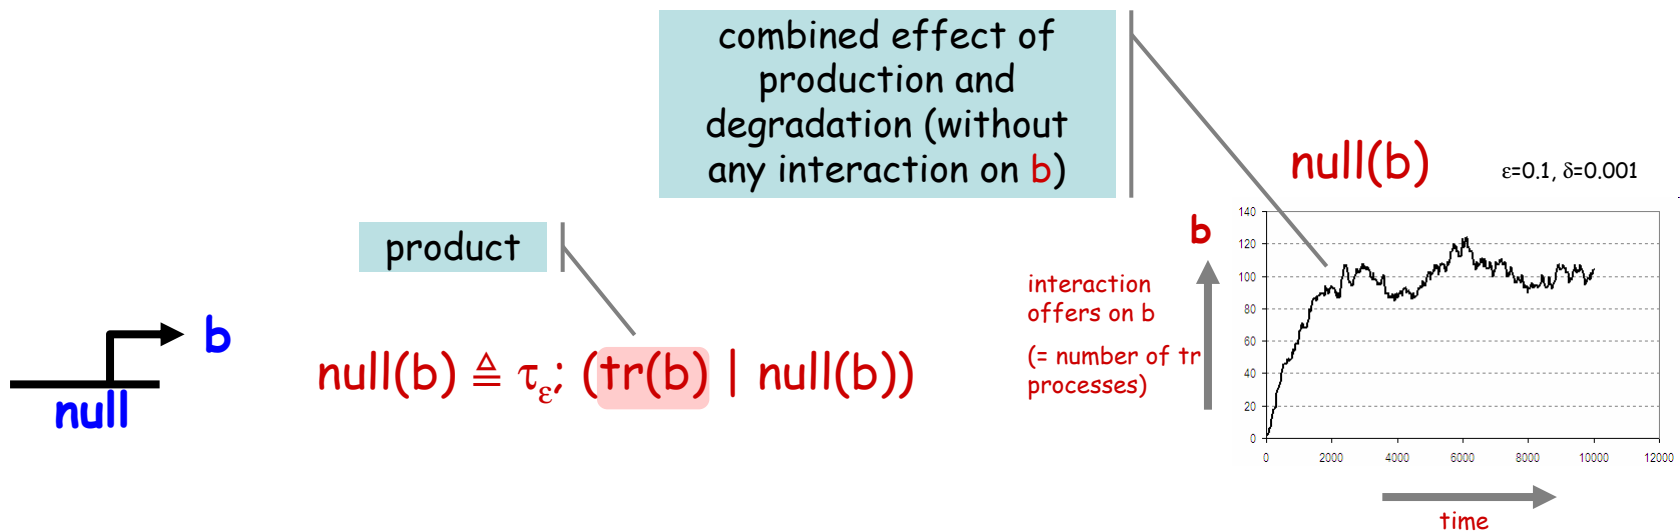 combined effect of
production and
degradation (without
any interaction on b)
product
b
null
null(b) ≜ τε; (tr(b) | null(b))
null(b)
ε=0.1, δ=0.001
b
interaction
offers on b
(= number of tr
processes)
140
120
100
80
60
40
20
0
0 2000 4000 6000 8000 10000 12000
time